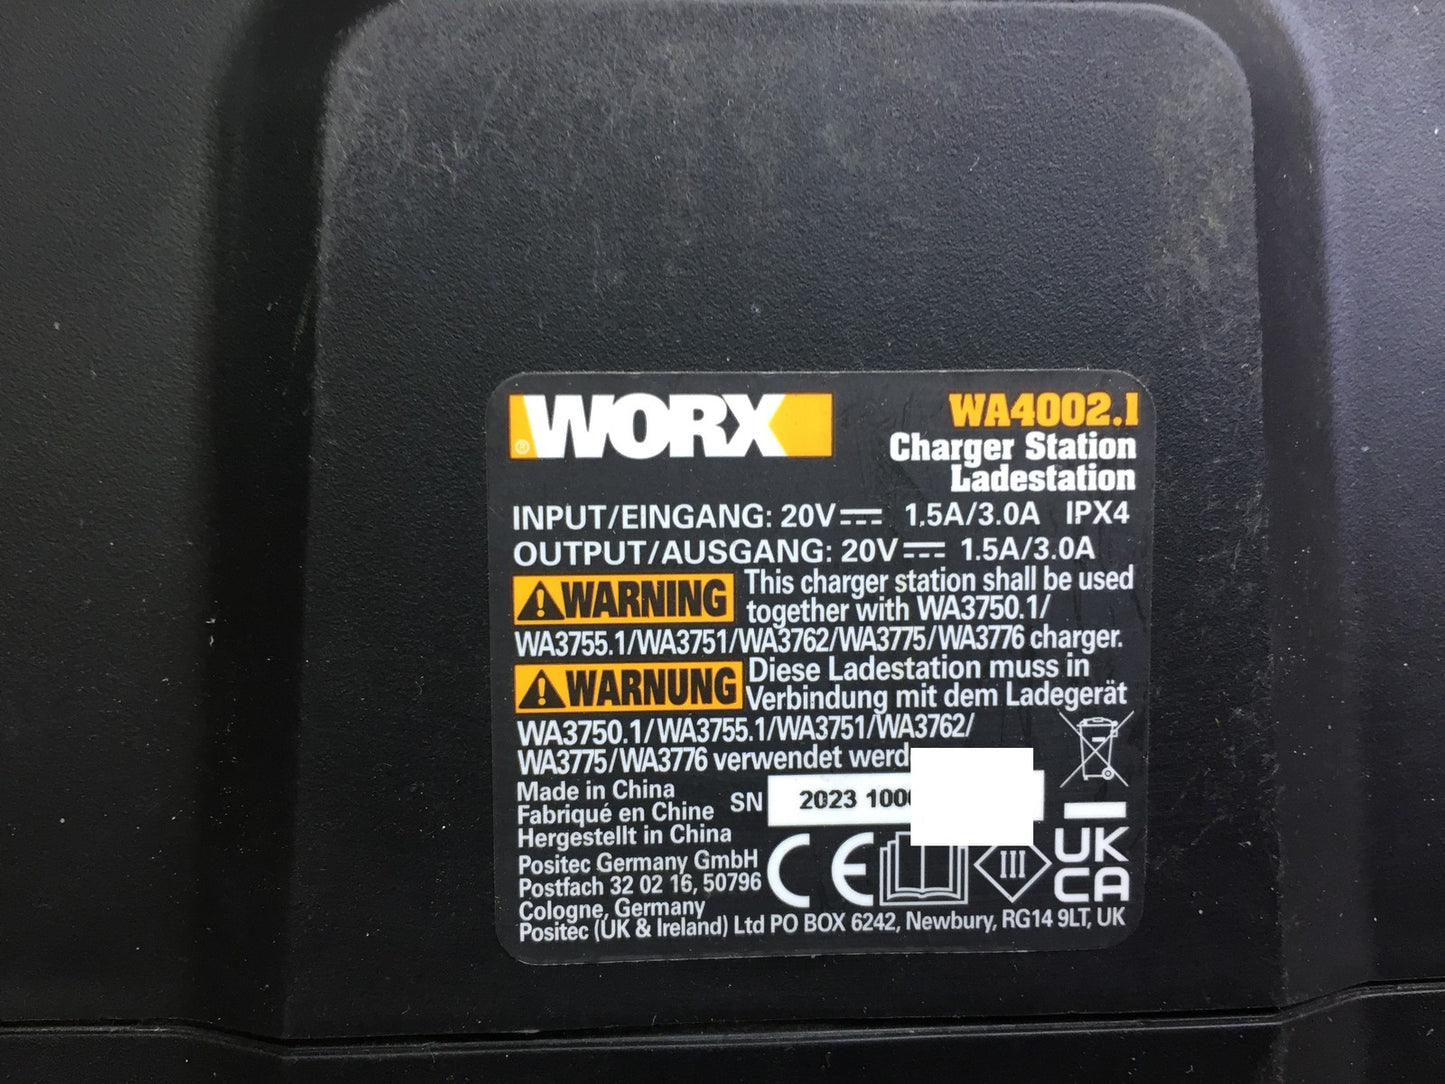 WORX
®
WA4002.1
Charger Station
Ladestation
INPUT/EINGANG: 20V 1.5A/3.0A IPX4
OUTPUT/AUSGANG: 20V 1.5A/3.0A
WARNING This charger station shall be used
together with WA3750.1/
WA3755.1/WA3751/WA3762/WA3775/WA3776 charger.
WARNUNG Diese Ladestation muss in
Verbindung mit dem Ladegerät
WA3750.1/WA3755.1/WA3751/WA3762/
WA3775/WA3776 verwendet
Made in China
Fabriqué en Chine
Hergestellt in China
SN 2023
Positec Germany GmbH
Postfach 32 02 16, 50796
Cologne, Germany
Positec (UK & Ireland) Ltd PO BOX 6242, Newbury, RG14 9LT, UK
CE
III
UK
CA